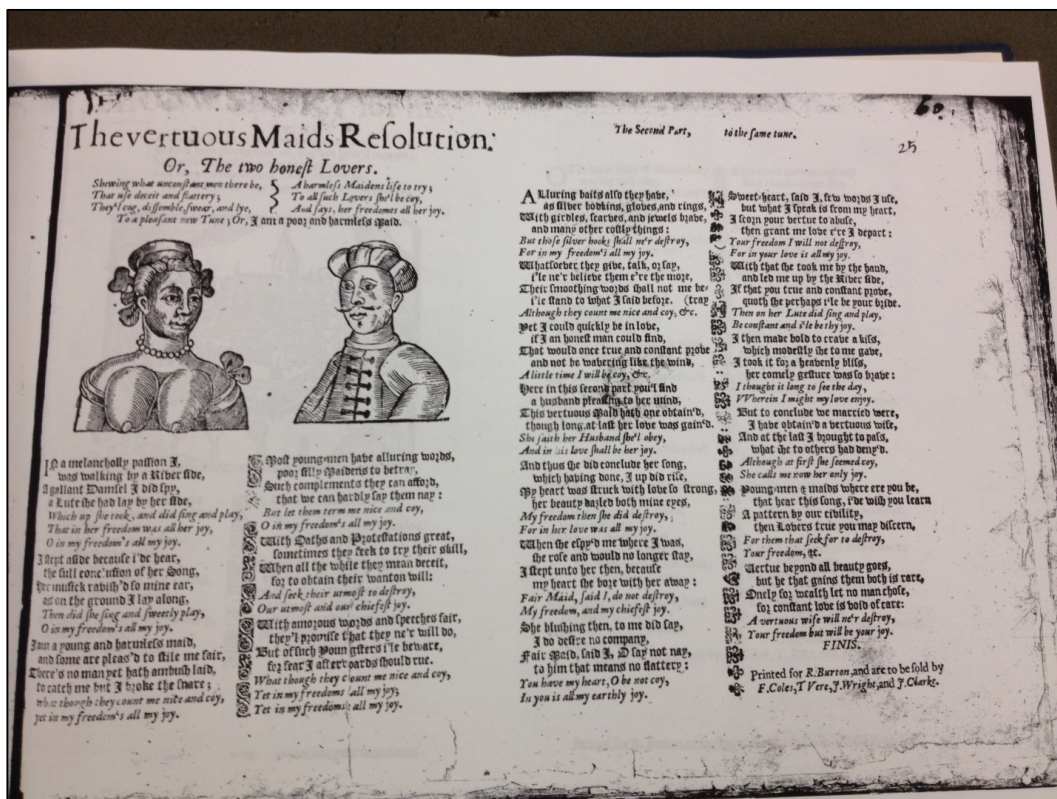 The vertuous Maids Reſolution:
Or, The two honeſt Lovers.
Shewing what unconſtant men there be,
That uſe deceit and flattery;
They'l cog, diſſemble, ſwear, and lye,
A harmleſs Maidens life to try;
To all ſuch Lovers ſhe'l be coy,
And ſays, her freedomes all her joy.
To a pleaſant new Tune; Or, I am a poor and harmleſs Maid.
IN a melancholly paſſion I,
was walking by a River ſide,
A gallant Damſel I did ſpy,
a Lute ſhe had lay by her ſide,
Which up ſhe took, and did ſing and play,
That in her freedom was all her joy,
O in my freedom's all my joy.
I ſtept aſide becauſe i'de hear,
the full concluſion of her Song,
Her muſick raviſh'd ſo mine ear,
as on the ground I lay along,
Then did ſhe ſing and ſweetly play,
O in my freedom's all my joy.
I am a young and harmleſs maid,
and ſome are pleas'd to ſtile me fair,
There's no man yet hath ambuſh laid,
to catch me but I broke the ſnare;
What though they count me nice and coy,
Yet in my freedom's all my joy.
Moſt young-men have alluring words,
poor ſilly Maidens to betray,
Such complements they can afford,
that we can hardly ſay them nay:
But let them term me nice and coy,
O in my freedoms all my joy.
With Oaths and Proteſtations great,
ſometimes they ſeek to try their ſkill,
When all the while they mean deceit,
for to obtain their wanton will:
And ſeek their utmoſt to deſtroy,
Our utmoſt and our chiefeſt joy.
With amorous words and ſpeeches fair,
they'l promiſe that they ne'r will do,
But of ſuch Youngſters i'le beware,
for fear I afterwards ſhould rue.
What though they count me nice and coy,
Yet in my freedoms all my joy;
Yet in my freedoms all my joy.
The Second Part, to the ſame tune.
60
25
ALluring baits alſo they have,
as ſilver bodkins, gloves, and rings,
With girdles, ſcarves, and jewels brave,
and many other coſtly things:
But thoſe ſilver hooks ſhall ne'r deſtroy,
For in my freedom's all my joy.
Whatſoever they give, talk, or ſay,
i'le ne'r believe them e're the more,
Their ſmoothing words ſhall not me be-
i'le ſtand to what I ſaid before. (tray
Although they count me nice and coy, &c.
Yet I could quickly be in love,
if I an honeſt man could find,
That would once true and conſtant prove
and not be wavering like the wind,
A little time I will be coy, &c.
Here in this ſecond part you'l find
a husband pleaſing to her mind,
This vertuous Maid hath one obtain'd,
though long at laſt her love was gain'd.
She ſaith her Husband ſhe'l obey,
And in his love ſhall be her joy.
And thus ſhe did conclude her ſong,
which having done, I up did riſe,
My heart was ſtruck with love ſo ſtrong,
her beauty dazled both mine eyes,
My freedom then ſhe did deſtroy,
For in her love was all my joy.
When ſhe eſpy'd me where I was,
ſhe roſe and would no longer ſtay,
I ſtept unto her then, becauſe
my heart ſhe bore with her away:
Fair Maid, ſaid I, do not deſtroy,
My freedom, and my chiefeſt joy.
She bluſhing then, to me did ſay,
I do deſire no company,
Fair Maid, ſaid I, O ſay not nay,
to him that means no flattery:
You have my heart, O be not coy,
In you is all my earthly joy.
Sweet-heart, ſaid I, few words I uſe,
but what I ſpeak is from my heart,
I ſcorn your vertue to abuſe,
then grant me love e're I depart:
Your freedom I will not deſtroy,
For in your love is all my joy.
With that ſhe took me by the hand,
and led me up by the River ſide,
If that you true and conſtant prove,
quoth ſhe perhaps i'le be your bride.
Then on her Lute did ſing and play,
Be conſtant and i'le be thy joy.
I then made bold to crave a kiſs,
which modeſtly ſhe to me gave,
I took it for a heavenly bliſs,
her comely geſture was ſo brave:
I thought it long to ſee the day,
VVherein I might my love enjoy.
But to conclude we married were,
I have obtain'd a vertuous wife,
And at the laſt I brought to paſs,
what ſhe to others had deny'd.
Although at firſt ſhe ſeemed coy,
She calls me now her only joy.
Young-men & maids where ere you be,
that hear this ſong, i'de wiſh you learn
A pattern by our civility,
then Lovers true you may diſcern,
For them that ſeek for to deſtroy,
Your freedom, &c.
Vertue beyond all beauty goes,
but he that gains them both is rare,
Onely for wealth let no man choſe,
for conſtant love is void of care:
A vertuous wife will ne'r deſtroy,
Your freedom but will be your joy.
FINIS.
Printed for R. Burton, and are to be ſold by
F. Coles, T Vere, J. Wright, and J. Clarke.